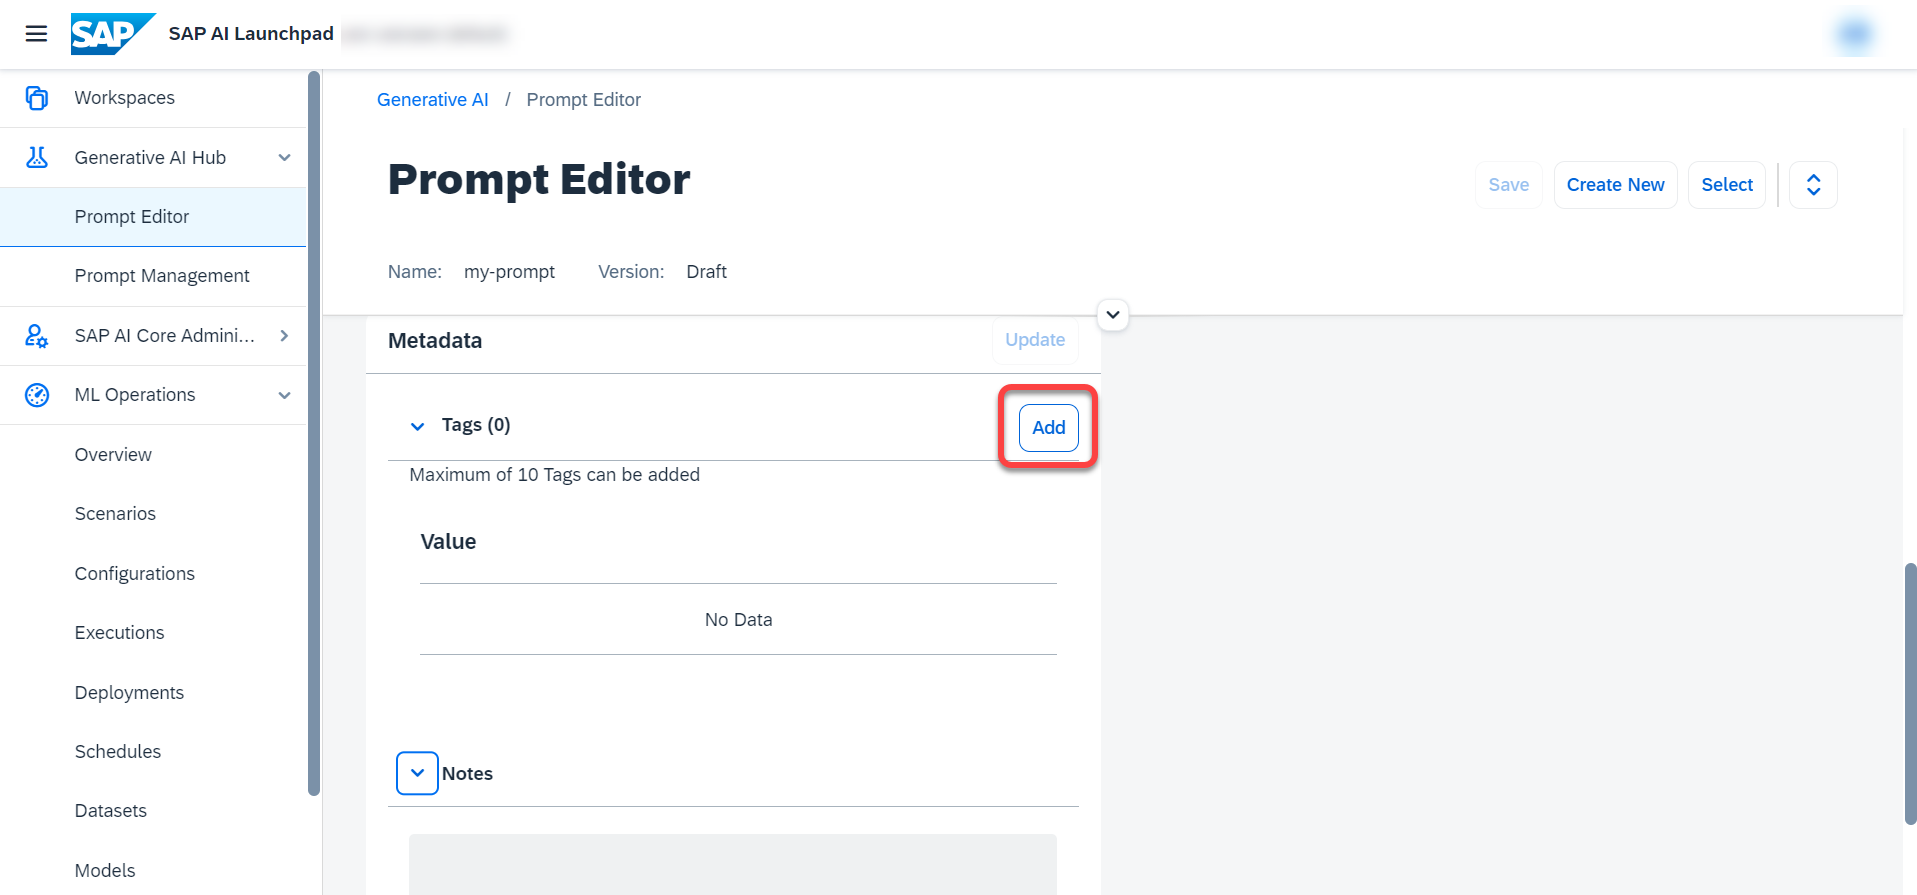 SAP SAP AI Launchpad
Workspaces
Generative AI Hub
Prompt Editor
Prompt Management
SAP AI Core Admini...
ML Operations
Overview
Scenarios
Configurations
Executions
Deployments
Schedules
Datasets
Models
Generative AI / Prompt Editor
Prompt Editor
Save Create New Select
Name: my-prompt Version: Draft
Metadata Update
Tags (0) Add
Maximum of 10 Tags can be added
Value
No Data
Notes